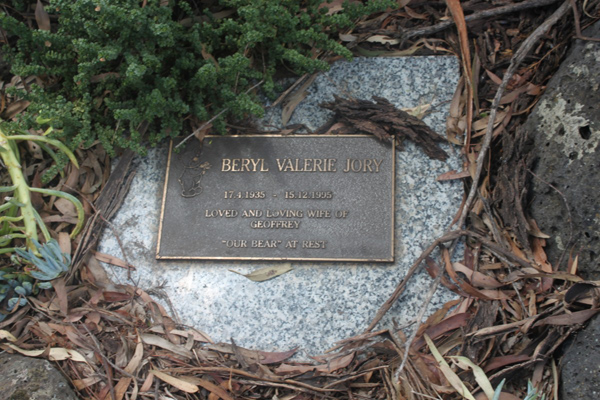 BERYL VALERIE JORY
17.4.1935 - 15.12.1995
LOVED AND LOVING WIFE OF
GEOFFREY
"OUR BEAR" AT REST